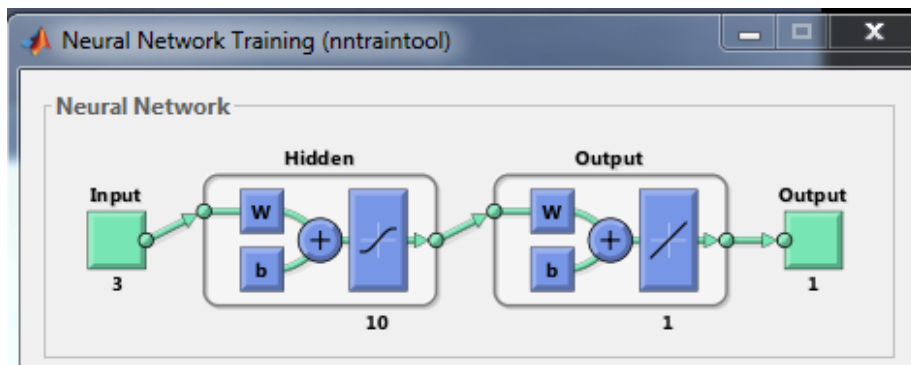 Neural Network Training (nntraintool)
Neural Network
Hidden Output
Input W W Output
b b
3 1
10 1